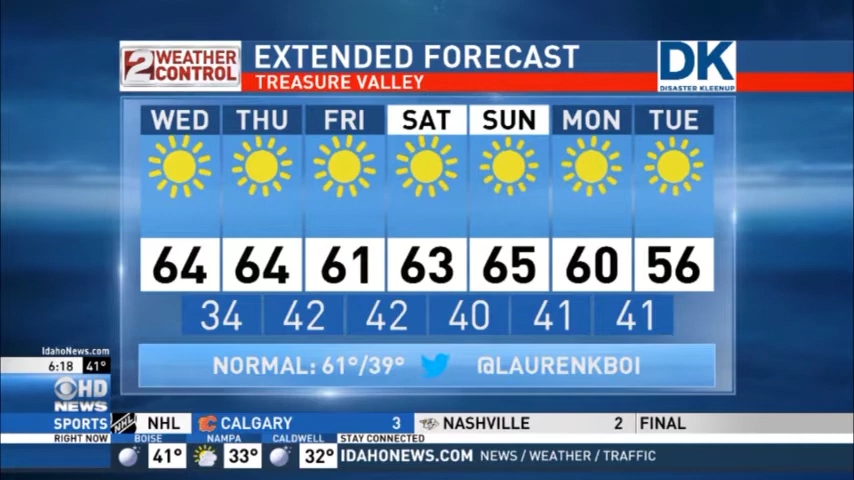 2 WEATHER CONTROL
EXTENDED FORECAST
TREASURE VALLEY
DK
DISASTER KLEENUP
WED THU FRI SAT SUN MON TUE
64 64 61 63 65 60 56
34 42 42 40 41 41
NORMAL: 61°/39° @LAURENKBOI
IdahoNews.com
6:18 41°
HD
NEWS
SPORTS NHL NHL CALGARY 3 NASHVILLE 2 FINAL
RIGHT NOW BOISE NAMPA CALDWELL STAY CONNECTED
41° 33° 32° IDAHONEWS.COM NEWS / WEATHER / TRAFFIC